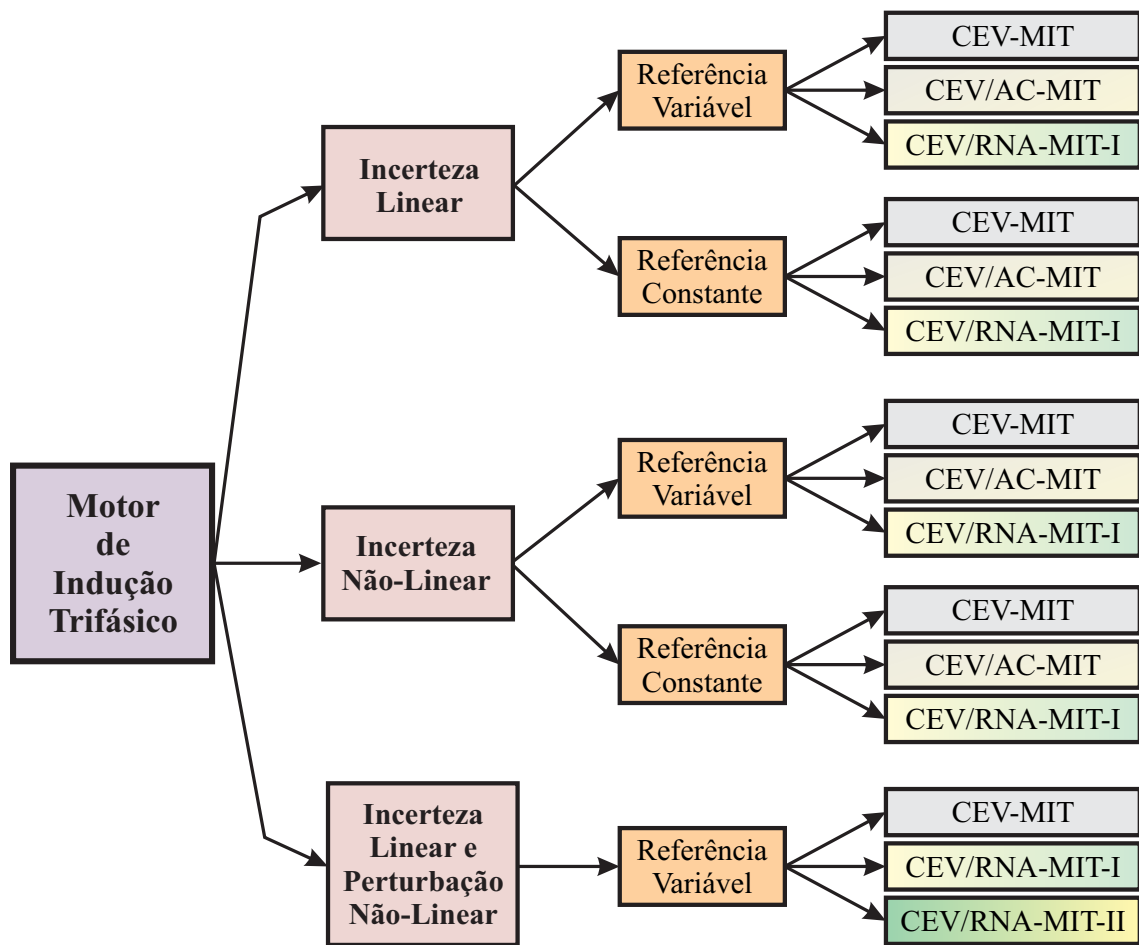 Motor
de
Indução
Trifásico
Incerteza
Linear
Referência
Variável
CEV-MIT
CEV/AC-MIT
CEV/RNA-MIT-I
Referência
Constante
CEV-MIT
CEV/AC-MIT
CEV/RNA-MIT-I
Incerteza
Não-Linear
Referência
Variável
CEV-MIT
CEV/AC-MIT
CEV/RNA-MIT-I
Referência
Constante
CEV-MIT
CEV/AC-MIT
CEV/RNA-MIT-I
Incerteza
Linear e
Perturbação
Não-Linear
Referência
Variável
CEV-MIT
CEV/RNA-MIT-I
CEV/RNA-MIT-II